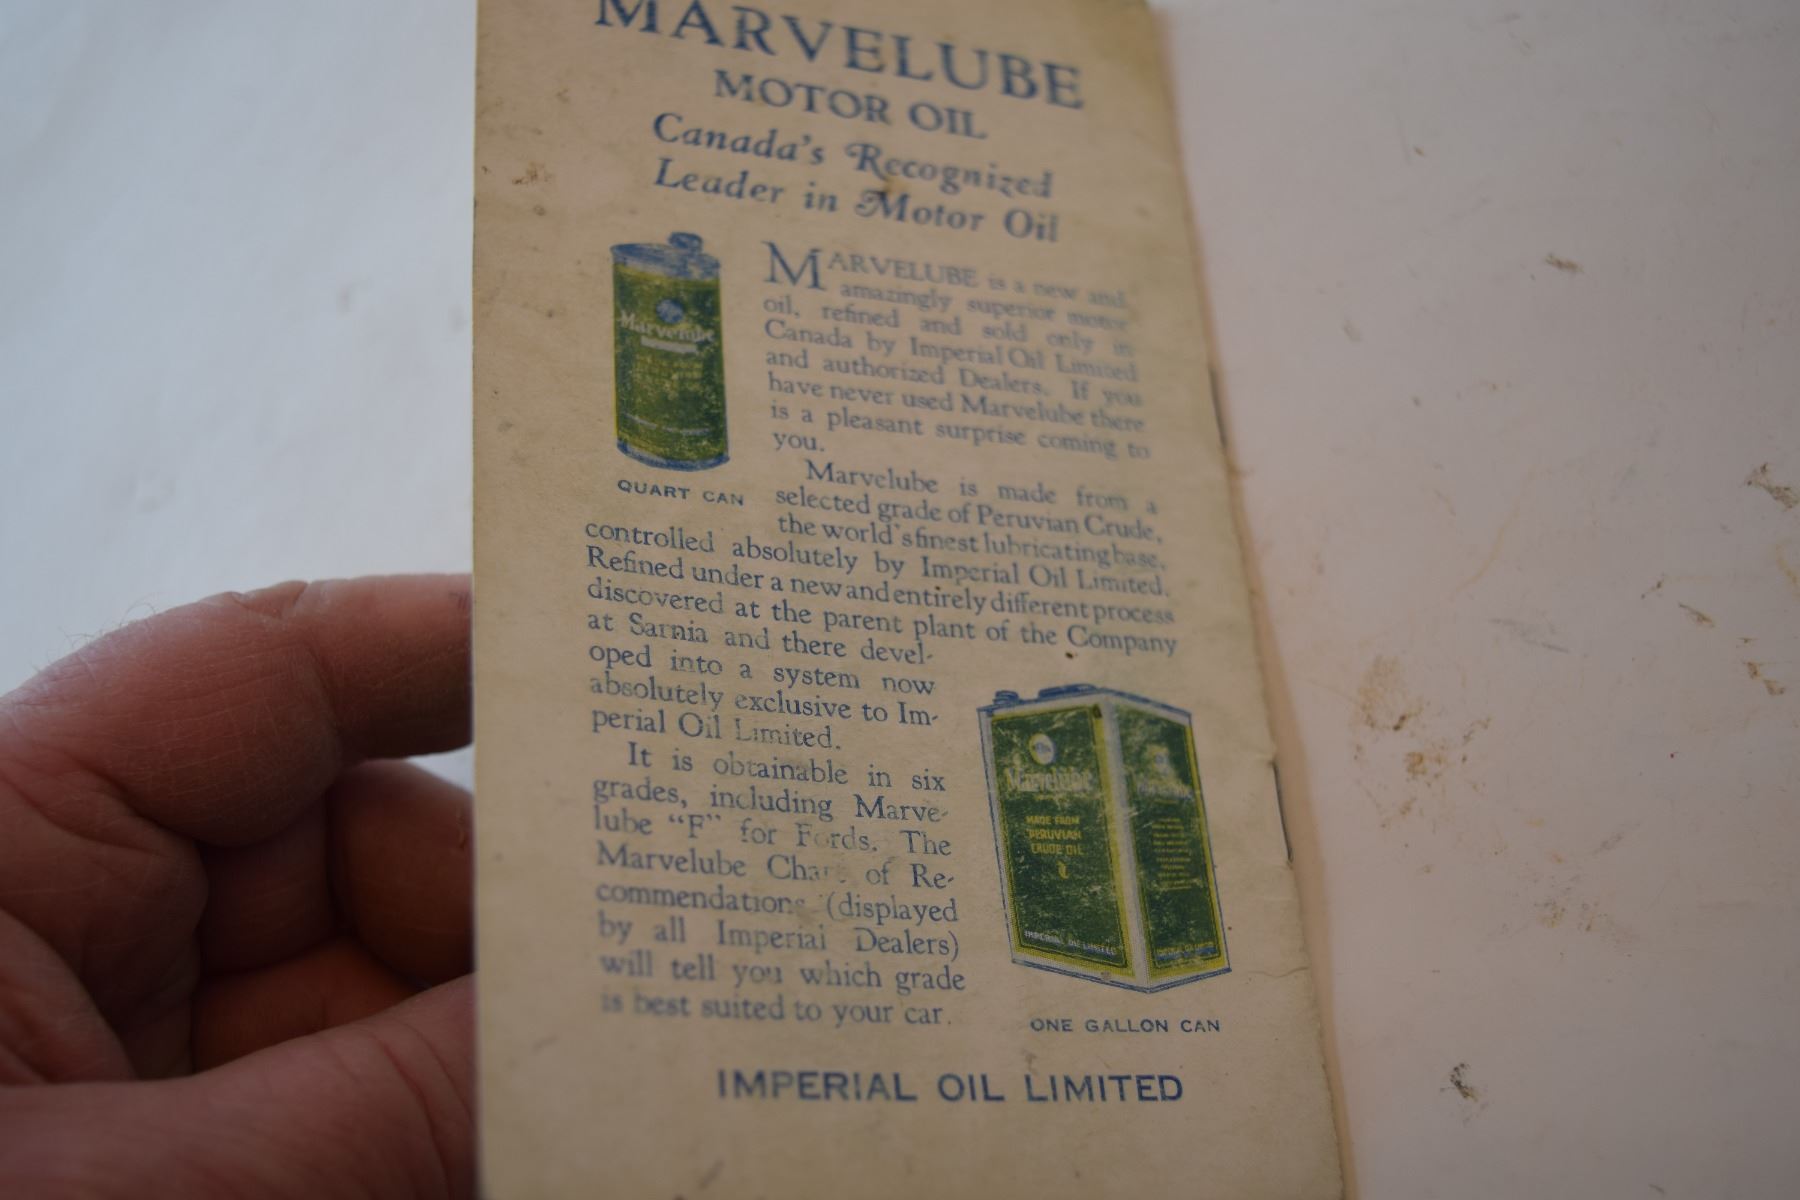 MARVELUBE
MOTOR OIL
Canada's Recognized
Leader in Motor Oil
Marvelube
MARVELUBE is a new and
amazingly superior motor
oil, refined and sold only in
Canada by Imperial Oil Limited
and authorized Dealers. If you
have never used Marvelube there
is a pleasant surprise coming to
you.
QUART CAN
Marvelube is made from a
selected grade of Peruvian Crude,
the world's finest lubricating base,
controlled absolutely by Imperial Oil Limited.
Refined under a new and entirely different process
discovered at the parent plant of the Company
at Sarnia and there devel-
oped into a system now
absolutely exclusive to Im-
perial Oil Limited.
It is obtainable in six
grades, including Marve-
lube "F" for Fords. The
Marvelube Chart of Re-
commendations (displayed
by all Imperial Dealers)
will tell you which grade
is best suited to your car.
Marvelube
MADE FROM
PERUVIAN
CRUDE OIL
IMPERIAL OIL LIMITED
ONE GALLON CAN
IMPERIAL OIL LIMITED